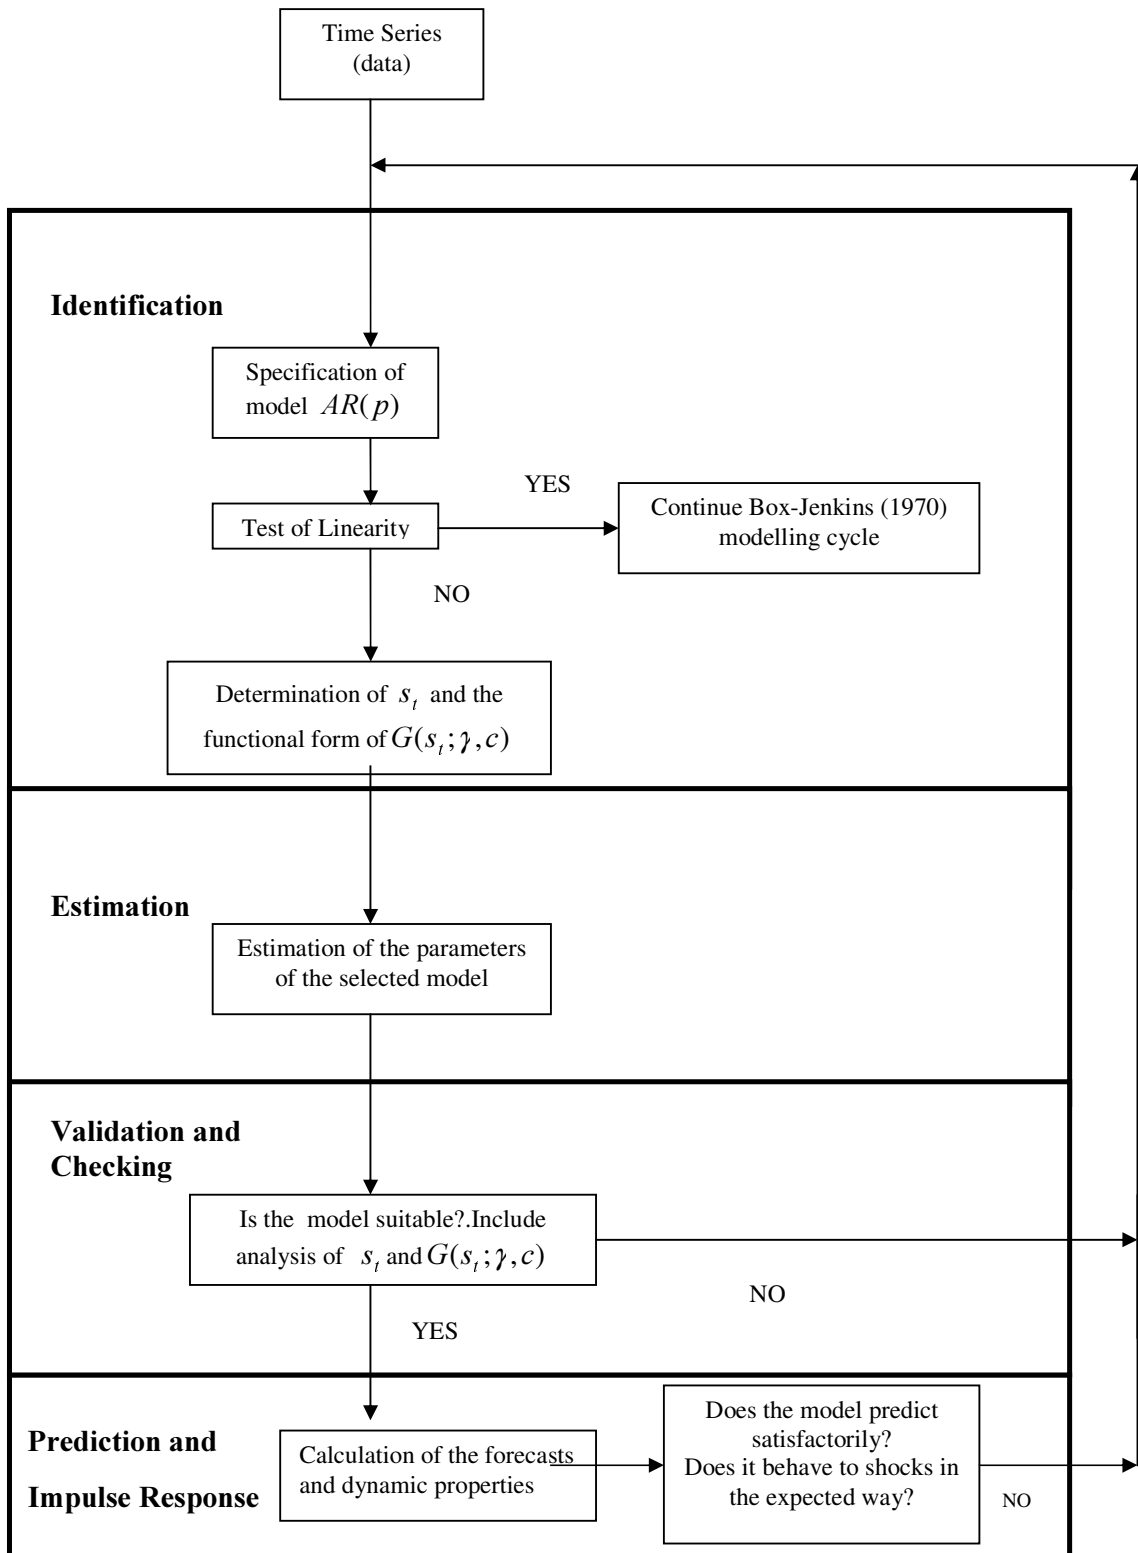 Time Series
(data)
Identification
Specification of
model AR(p)
YES
Test of Linearity
Continue Box-Jenkins (1970)
modelling cycle
NO
Determination of s_t and the
functional form of G(s_t; γ, c)
Estimation
Estimation of the parameters
of the selected model
Validation and
Checking
Is the model suitable?.Include
analysis of s_t and G(s_t; γ, c)
NO
YES
Prediction and
Impulse Response
Calculation of the forecasts
and dynamic properties
Does the model predict
satisfactorily?
Does it behave to shocks in
the expected way?
NO